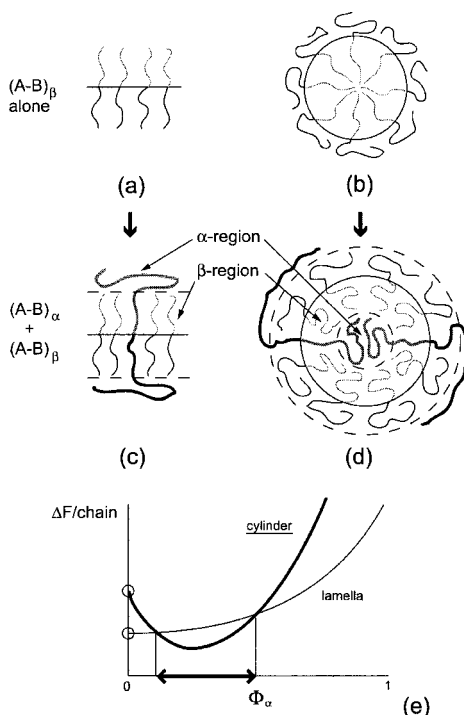 (A-B)β
alone
(a)
(b)
α-region
β-region
(A-B)α
+
(A-B)β
(c)
(d)
ΔF/chain
cylinder
lamella
0
1
Φα
(e)